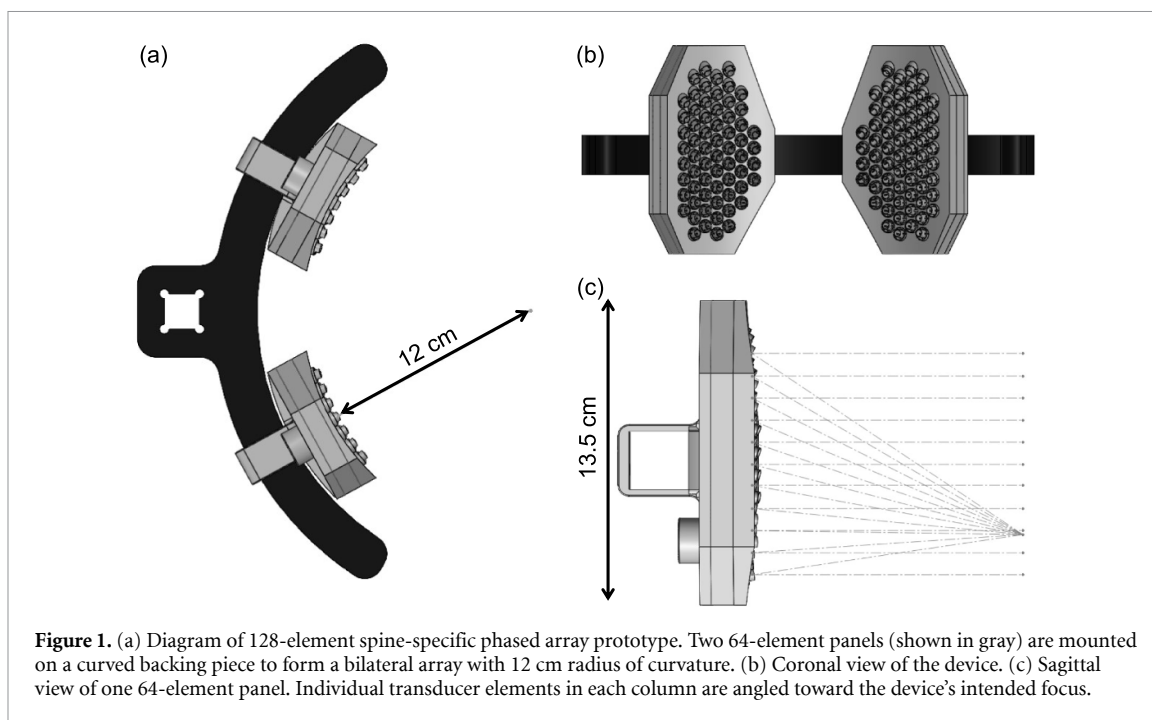 (a)
(b)
12 cm
(c)
13.5 cm
Figure 1. (a) Diagram of 128-element spine-specific phased array prototype. Two 64-element panels (shown in gray) are mounted
on a curved backing piece to form a bilateral array with 12 cm radius of curvature. (b) Coronal view of the device. (c) Sagittal
view of one 64-element panel. Individual transducer elements in each column are angled toward the device's intended focus.